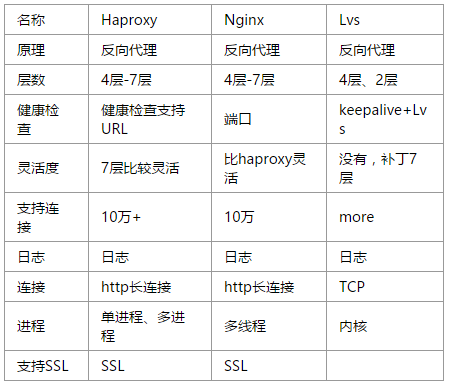 名称 Haproxy Nginx Lvs
原理 反向代理 反向代理 反向代理
层数 4层-7层 4层-7层 4层、2层
健康检 健康检查支持 端口 keepalive+Lv
查 URL s
灵活度 7层比较灵活 比haproxy灵 没有，补丁7
活 层
支持连 10万+ 10万 more
接
日志 日志 日志 日志
连接 http长连接 http长连接 TCP
进程 单进程、多进 多线程 内核
程
支持SSL SSL SSL